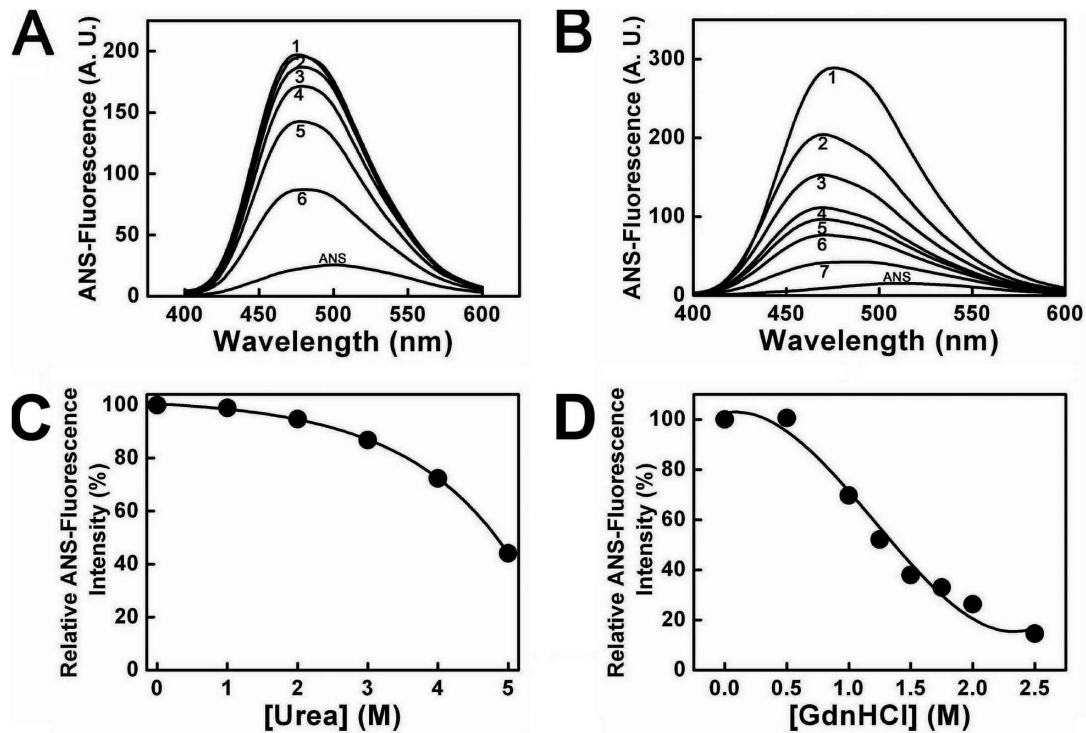 A
ANS-Fluorescence (A. U.)
200
150
100
50
0
1
2
3
4
5
6
ANS
400 450 500 550 600
Wavelength (nm)
B
ANS-Fluorescence (A. U.)
300
200
100
0
1
2
3
4
5
6
7
ANS
400 450 500 550 600
Wavelength (nm)
C
Relative ANS-Fluorescence
Intensity (%)
100
80
60
40
20
0
0 1 2 3 4 5
[Urea] (M)
D
Relative ANS-Fluorescence
Intensity (%)
100
80
60
40
20
0
0.0 0.5 1.0 1.5 2.0 2.5
[GdnHCl] (M)